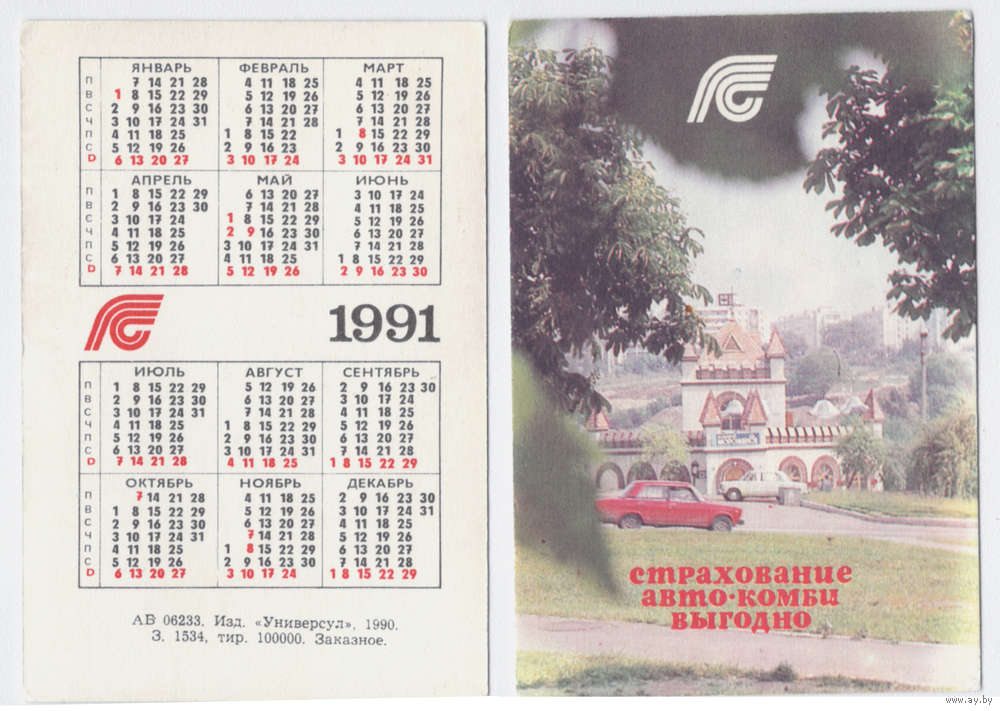 ЯНВАРЬ ФЕВРАЛЬ МАРТ
П 7 14 21 28 4 11 18 25 4 11 18 25
В 1 8 15 22 29 5 12 19 26 5 12 19 26
С 2 9 16 23 30 6 13 20 27 6 13 20 27
Ч 3 10 17 24 31 7 14 21 28 7 14 21 28
П 4 11 18 25 1 8 15 22 1 8 15 22 29
С 5 12 19 26 2 9 16 23 2 9 16 23 30
D 6 13 20 27 3 10 17 24 3 10 17 24 31
АПРЕЛЬ МАЙ ИЮНЬ
П 1 8 15 22 29 6 13 20 27 3 10 17 24
В 2 9 16 23 30 7 14 21 28 4 11 18 25
С 3 10 17 24 1 8 15 22 29 5 12 19 26
Ч 4 11 18 25 2 9 16 23 30 6 13 20 27
П 5 12 19 26 3 10 17 24 31 7 14 21 28
С 6 13 20 27 4 11 18 25 1 8 15 22 29
D 7 14 21 28 5 12 19 26 2 9 16 23 30
1991
ИЮЛЬ АВГУСТ СЕНТЯБРЬ
П 1 8 15 22 29 5 12 19 26 2 9 16 23 30
В 2 9 16 23 30 6 13 20 27 3 10 17 24
С 3 10 17 24 31 7 14 21 28 4 11 18 25
Ч 4 11 18 25 1 8 15 22 29 5 12 19 26
П 5 12 19 26 2 9 16 23 30 6 13 20 27
С 6 13 20 27 3 10 17 24 31 7 14 21 28
D 7 14 21 28 4 11 18 25 1 8 15 22 29
ОКТЯБРЬ НОЯБРЬ ДЕКАБРЬ
П 7 14 21 28 4 11 18 25 2 9 16 23 30
В 1 8 15 22 29 5 12 19 26 3 10 17 24 31
С 2 9 16 23 30 6 13 20 27 4 11 18 25
Ч 3 10 17 24 31 7 14 21 28 5 12 19 26
П 4 11 18 25 1 8 15 22 29 6 13 20 27
С 5 12 19 26 2 9 16 23 30 7 14 21 28
D 6 13 20 27 3 10 17 24 1 8 15 22 29
АБ 06233. Изд. «Универсул», 1990.
З. 1534, тир. 100000. Заказное.
страхование
авто·комби
выгодно
www.ay.by